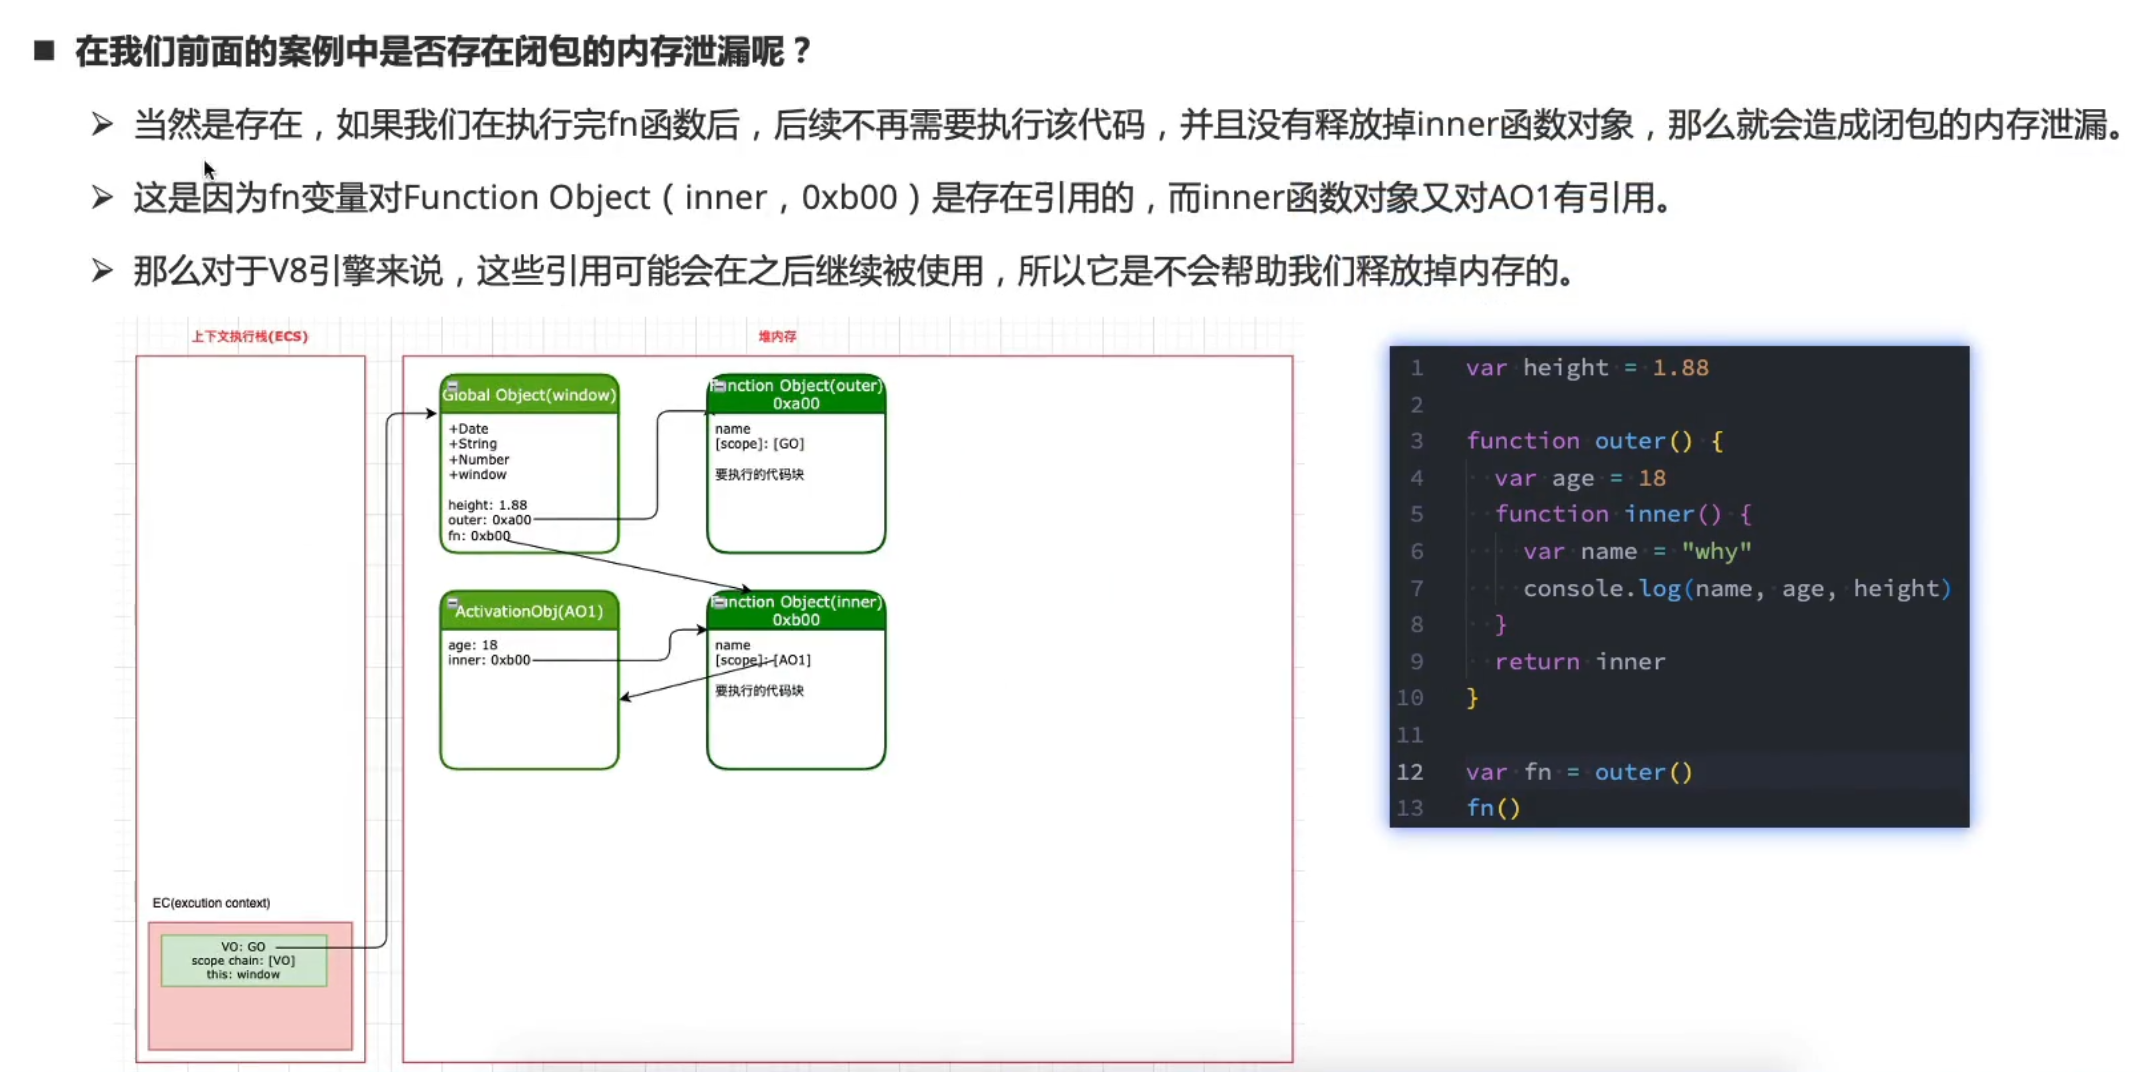 ■ 在我们前面的案例中是否存在闭包的内存泄漏呢？
➢ 当然是存在，如果我们在执行完fn函数后，后续不再需要执行该代码，并且没有释放掉inner函数对象，那么就会造成闭包的内存泄漏。
➢ 这是因为fn变量对Function Object（inner，0xb00）是存在引用的，而inner函数对象又对AO1有引用。
➢ 那么对于V8引擎来说，这些引用可能会在之后继续被使用，所以它是不会帮助我们释放掉内存的。
上下文执行栈(ECS)
EC(excution context)
VO: GO
scope chain: [VO]
this: window
堆内存
Global Object(window)
+Date
+String
+Number
+window
height: 1.88
outer: 0xa00
fn: 0xb00
Function Object(outer)
0xa00
name
[scope]: [GO]
要执行的代码块
ActivationObj(AO1)
age: 18
inner: 0xb00
Function Object(inner)
0xb00
name
[scope]: [AO1]
要执行的代码块
1 var height = 1.88
2
3 function outer() {
4 var age = 18
5 function inner() {
6 var name = "why"
7 console.log(name, age, height)
8 }
9 return inner
10 }
11
12 var fn = outer()
13 fn()